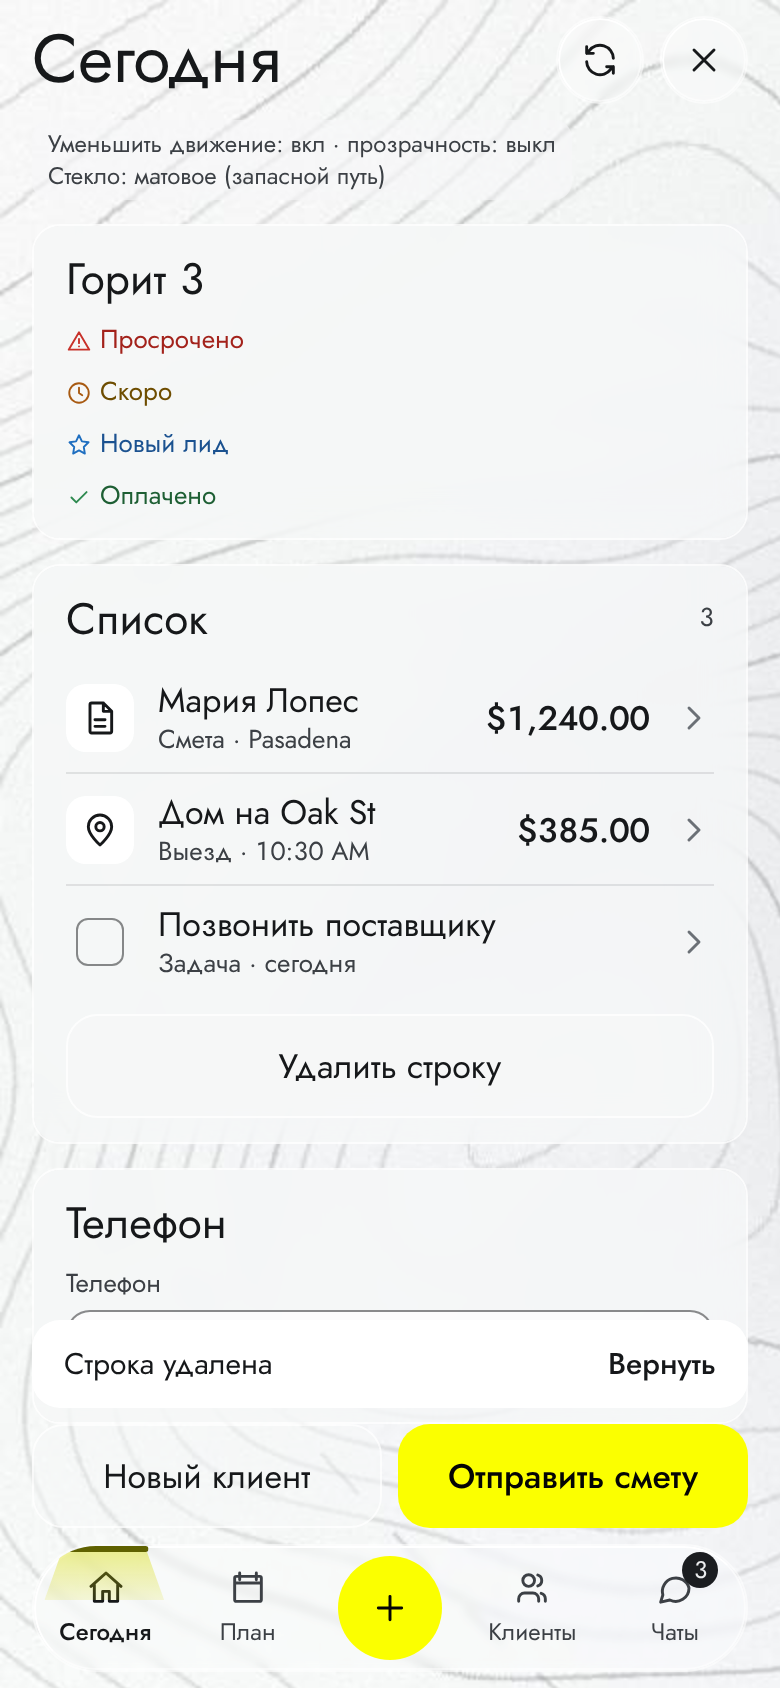 Сегодня
Уменьшить движение: вкл · прозрачность: выкл
Стекло: матовое (запасной путь)
Горит 3
Просрочено
Скоро
Новый лид
Оплачено
Список 3
Мария Лопес
Смета · Pasadena
$1,240.00
Дом на Oak St
Выезд · 10:30 AM
$385.00
Позвонить поставщику
Задача · сегодня
Удалить строку
Телефон
Телефон
Строка удалена Вернуть
Новый клиент Отправить смету
3
Сегодня План Клиенты Чаты